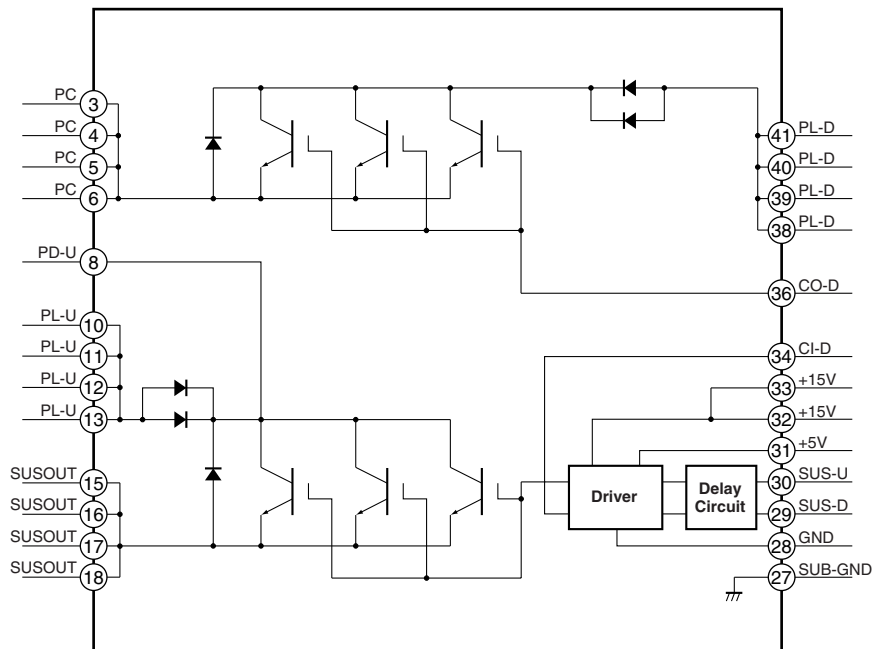 PC 3
PC 4
PC 5
PC 6
PD-U 8
PL-U 10
PL-U 11
PL-U 12
PL-U 13
SUSOUT 15
SUSOUT 16
SUSOUT 17
SUSOUT 18
41 PL-D
40 PL-D
39 PL-D
38 PL-D
36 CO-D
34 CI-D
33 +15V
32 +15V
31 +5V
30 SUS-U
29 SUS-D
28 GND
27 SUB-GND
Driver
Delay
Circuit